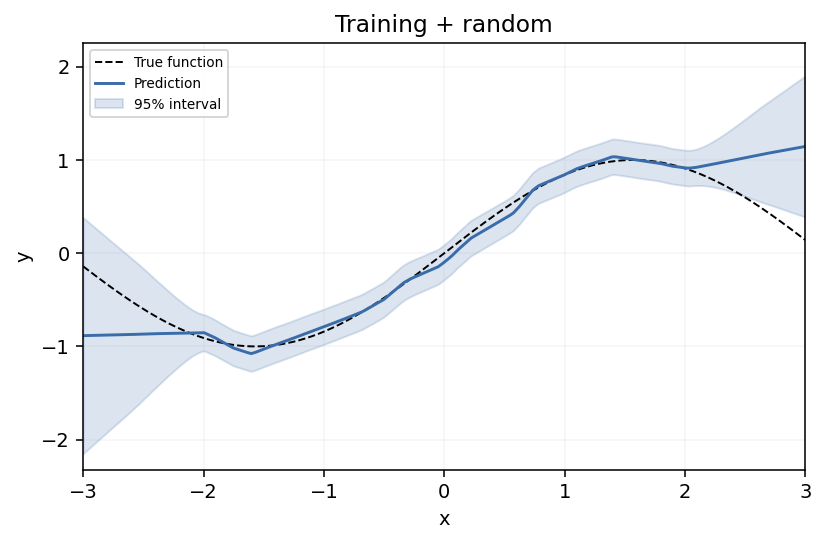 Training + random
True function
Prediction
95% interval
2
1
0
−1
−2
y
−3
−2
−1
0
1
2
3
x